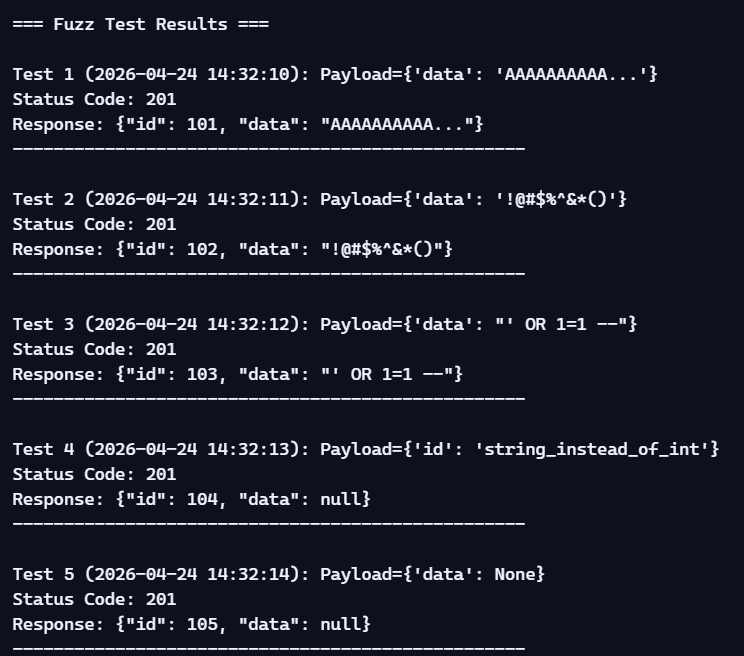 === Fuzz Test Results ===
Test 1 (2026-04-24 14:32:10): Payload={'data': 'AAAAAAAAAA...'}
Status Code: 201
Response: {"id": 101, "data": "AAAAAAAAAA..."}
--------------------------------------------------
Test 2 (2026-04-24 14:32:11): Payload={'data': '!@#$%^&*()'}
Status Code: 201
Response: {"id": 102, "data": "!@#$%^&*()"}
--------------------------------------------------
Test 3 (2026-04-24 14:32:12): Payload={'data': "' OR 1=1 --"}
Status Code: 201
Response: {"id": 103, "data": "' OR 1=1 --"}
--------------------------------------------------
Test 4 (2026-04-24 14:32:13): Payload={'id': 'string_instead_of_int'}
Status Code: 201
Response: {"id": 104, "data": null}
--------------------------------------------------
Test 5 (2026-04-24 14:32:14): Payload={'data': None}
Status Code: 201
Response: {"id": 105, "data": null}
--------------------------------------------------